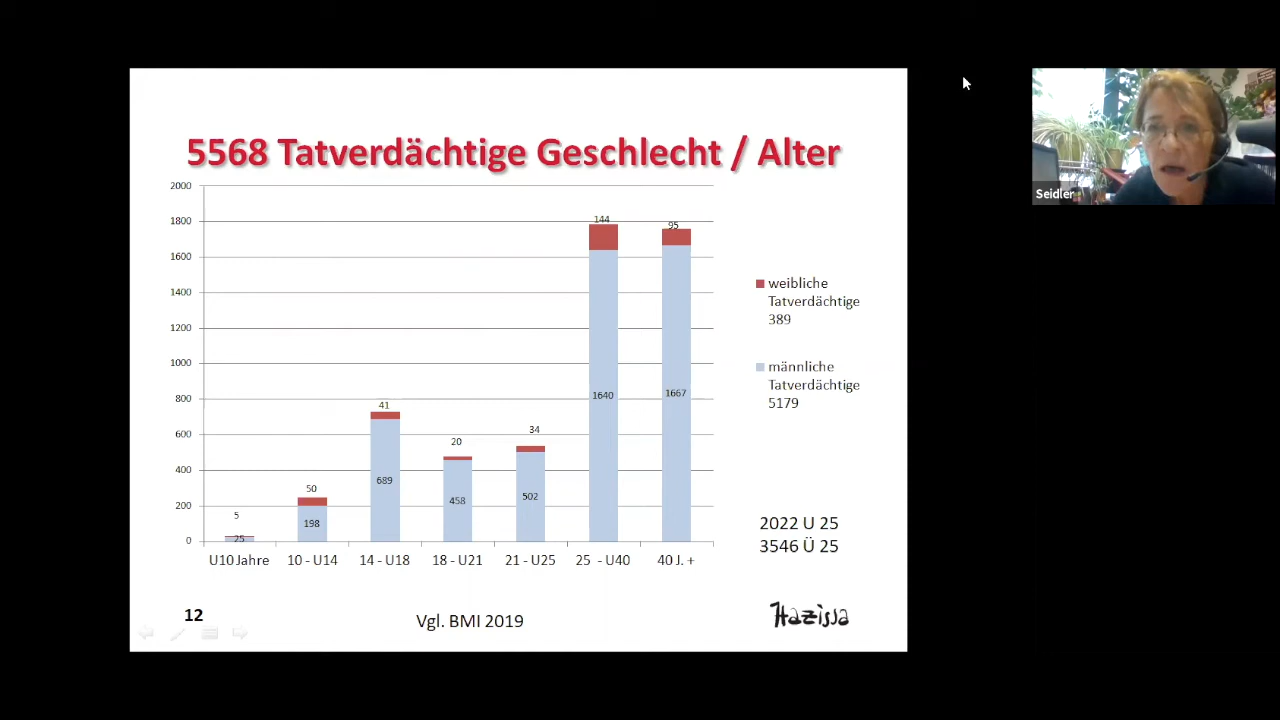 5568 Tatverdächtige Geschlecht / Alter
2000
1800
1600
1400
1200
1000
800
600
400
200
0
5
25
50
198
41
689
20
458
34
502
144
1640
95
1667
U10 Jahre
10 - U14
14 - U18
18 - U21
21 - U25
25 - U40
40 J. +
weibliche
Tatverdächtige
389
männliche
Tatverdächtige
5179
2022 U 25
3546 Ü 25
12
Vgl. BMI 2019
Hazissa
Seidler